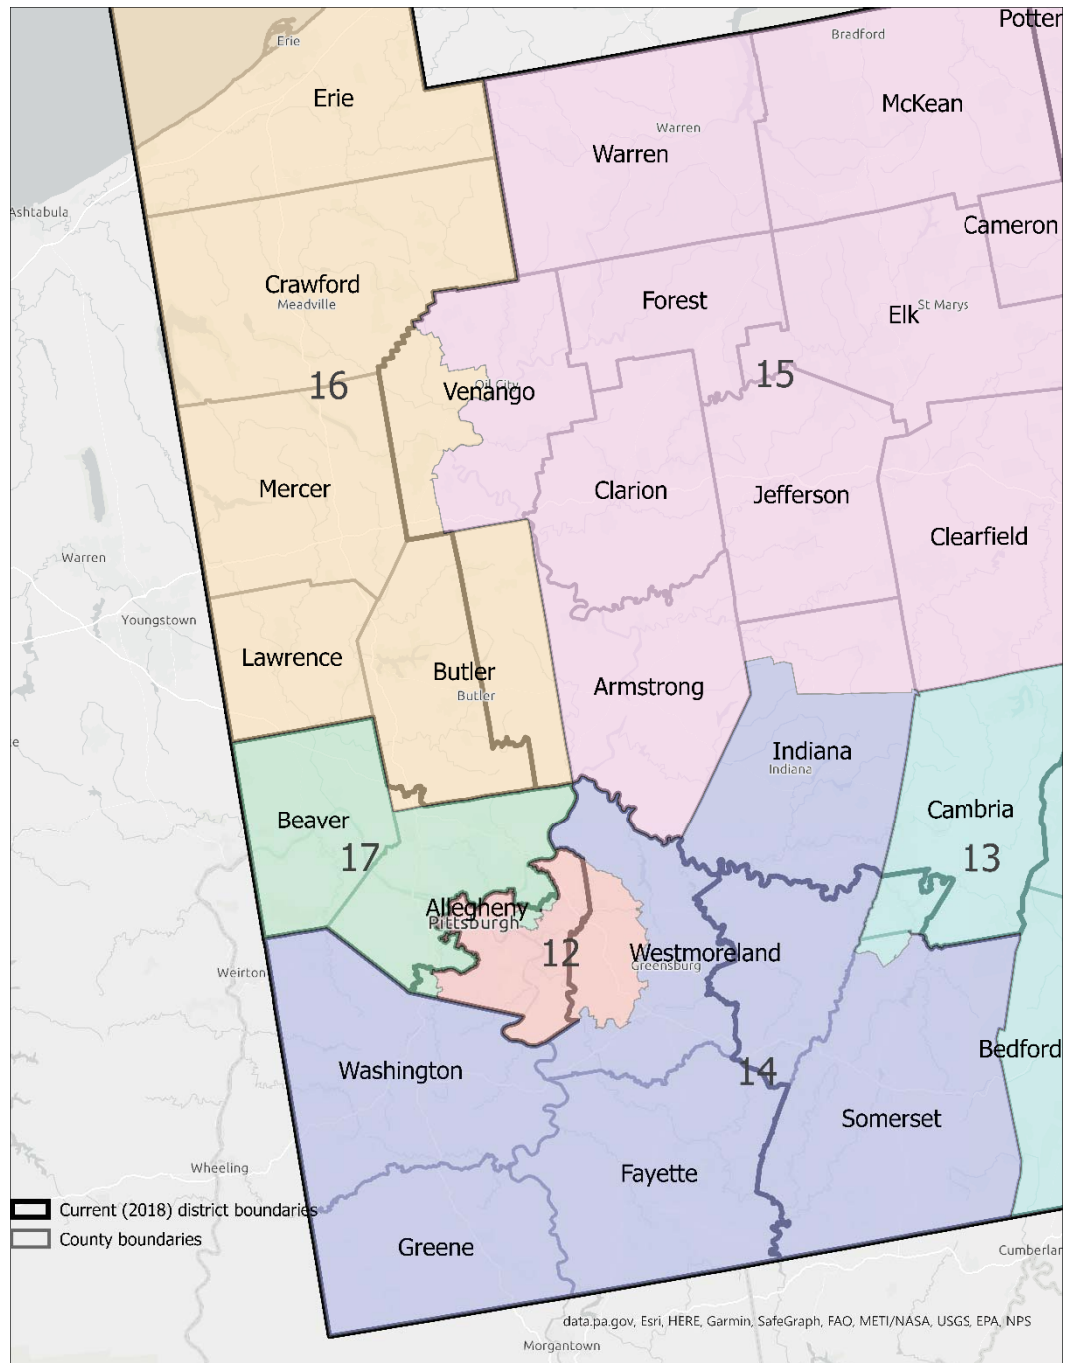 Potter
Erie
Bradford
Erie
McKean
Warren
Warren
Ashtabula
Cameron
Crawford
Meadville
Forest
St Marys
Elk
16
15
Oil City
Venango
Mercer
Clarion
Jefferson
Clearfield
Warren
Youngstown
Lawrence
Butler
Butler
Armstrong
e
Indiana
Indiana
Beaver
Cambria
17
13
Allegheny
Pittsburgh
12
Westmoreland
Greensburg
Weirton
Bedford
Washington
14
Somerset
Wheeling
Fayette
Current (2018) district boundaries
County boundaries
Greene
Cumberlar
data.pa.gov, Esri, HERE, Garmin, SafeGraph, FAO, METI/NASA, USGS, EPA, NPS
Morgantown